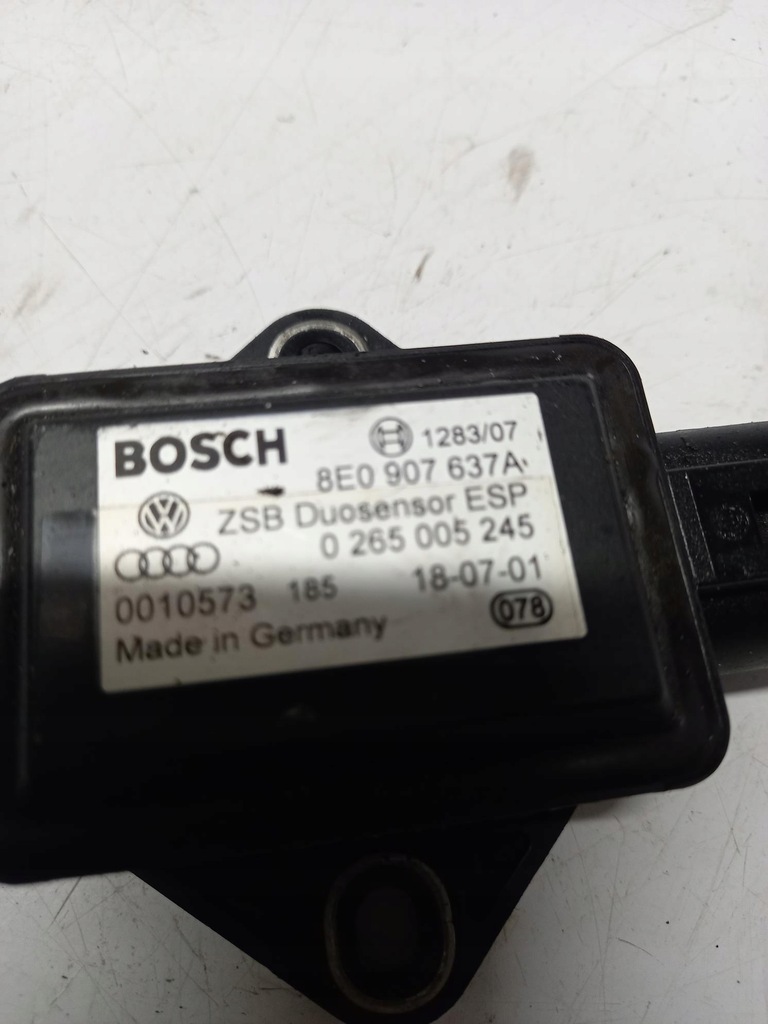 BOSCH 1283/07
8E0 907 637A
ZSB Duosensor ESP
0 265 005 245
0010573 185 18-07-01
Made in Germany 078